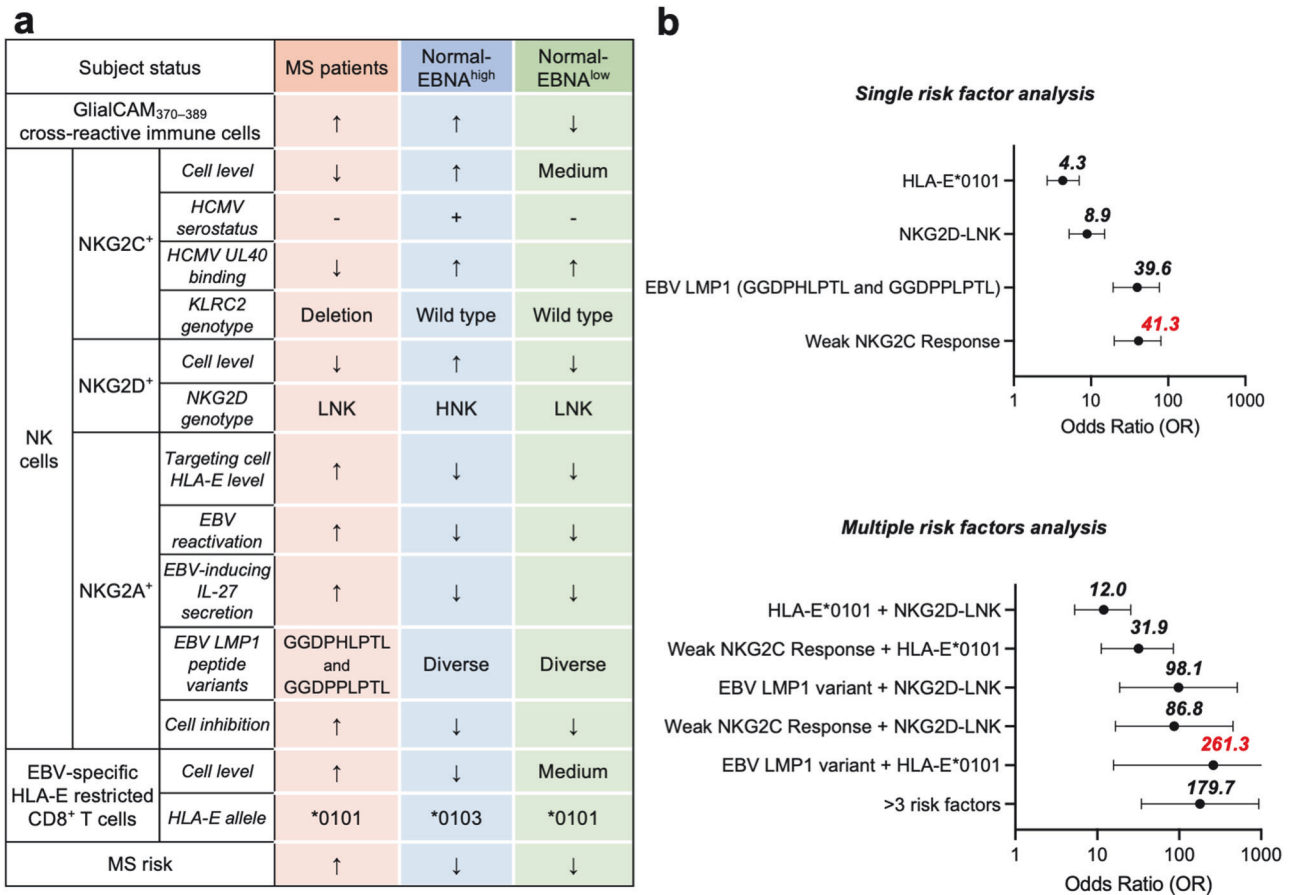 a
Subject status
MS patients
Normal-
EBNAhigh
Normal-
EBNAlow
GlialCAM370–389
cross-reactive immune cells
↑
↑
↓
NK
cells
NKG2C+
Cell level
↓
↑
Medium
HCMV
serostatus
-
+
-
HCMV UL40
binding
↓
↑
↑
KLRC2
genotype
Deletion
Wild type
Wild type
NKG2D+
Cell level
↓
↑
↓
NKG2D
genotype
LNK
HNK
LNK
NKG2A+
Targeting cell
HLA-E level
↑
↓
↓
EBV
reactivation
↑
↓
↓
EBV-inducing
IL-27
secretion
↑
↓
↓
EBV LMP1
peptide
variants
GGDPHLPTL
and
GGDPPLPTL
Diverse
Diverse
Cell inhibition
↑
↓
↓
EBV-specific
HLA-E restricted
CD8+ T cells
Cell level
↑
↓
Medium
HLA-E allele
*0101
*0103
*0101
MS risk
↑
↓
↓
b
Single risk factor analysis
HLA-E*0101
4.3
NKG2D-LNK
8.9
EBV LMP1 (GGDPHLPTL and GGDPPLPTL)
39.6
Weak NKG2C Response
41.3
1 10 100 1000
Odds Ratio (OR)
Multiple risk factors analysis
HLA-E*0101 + NKG2D-LNK
12.0
Weak NKG2C Response + HLA-E*0101
31.9
EBV LMP1 variant + NKG2D-LNK
98.1
Weak NKG2C Response + NKG2D-LNK
86.8
EBV LMP1 variant + HLA-E*0101
261.3
>3 risk factors
179.7
1 10 100 1000
Odds Ratio (OR)